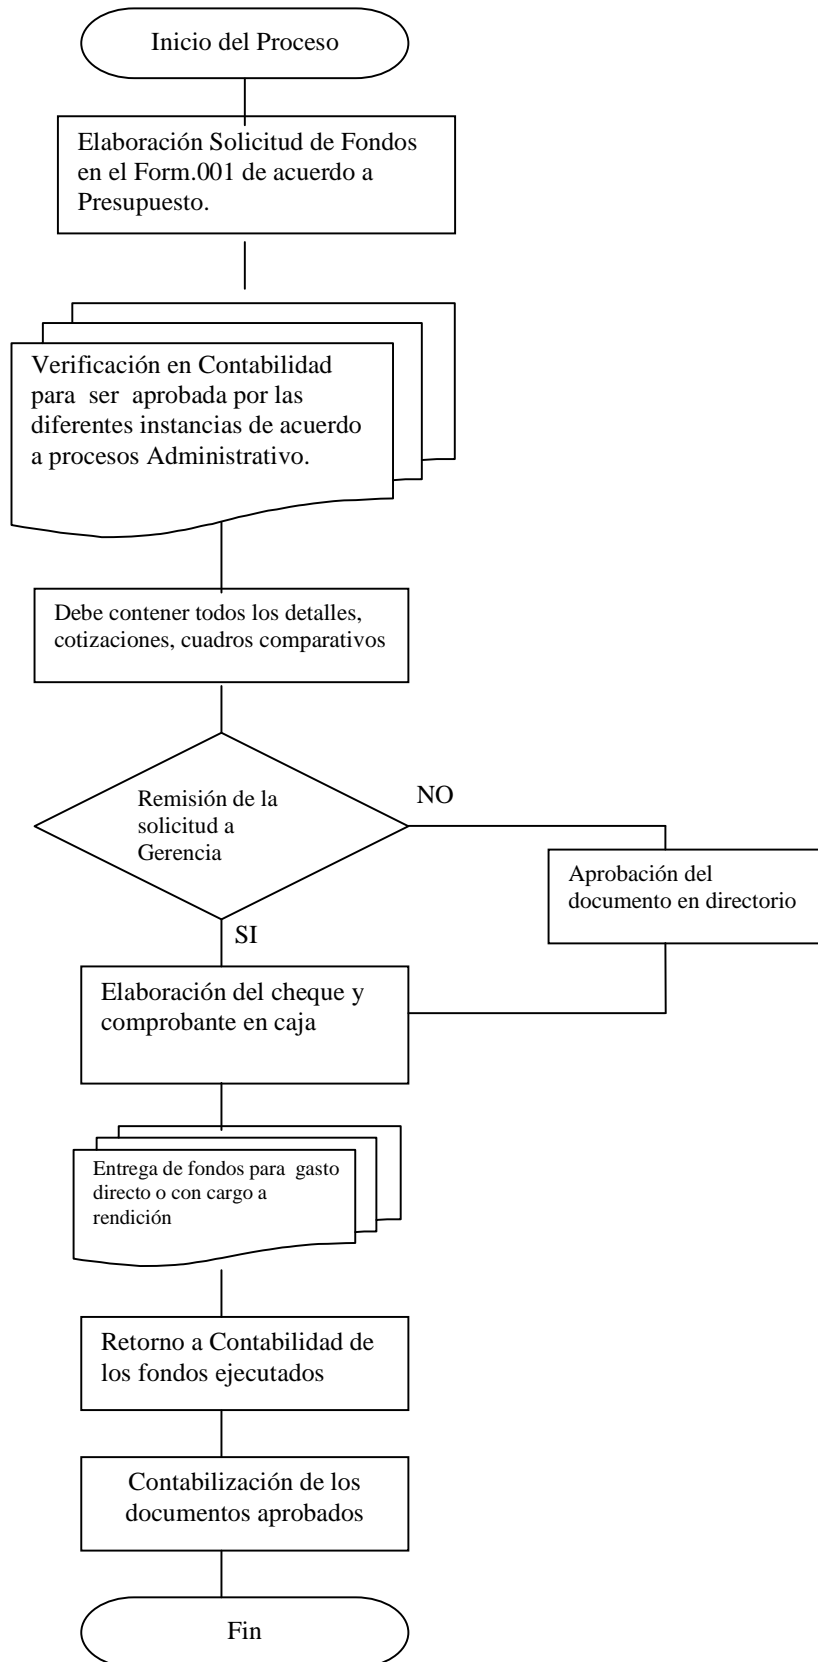 Inicio del Proceso
Elaboración Solicitud de Fondos
en el Form.001 de acuerdo a
Presupuesto.
Verificación en Contabilidad
para ser aprobada por las
diferentes instancias de acuerdo
a procesos Administrativo.
Debe contener todos los detalles,
cotizaciones, cuadros comparativos
Remisión de la
solicitud a
Gerencia
NO
Aprobación del
documento en directorio
SI
Elaboración del cheque y
comprobante en caja
Entrega de fondos para gasto
directo o con cargo a
rendición
Retorno a Contabilidad de
los fondos ejecutados
Contabilización de los
documentos aprobados
Fin